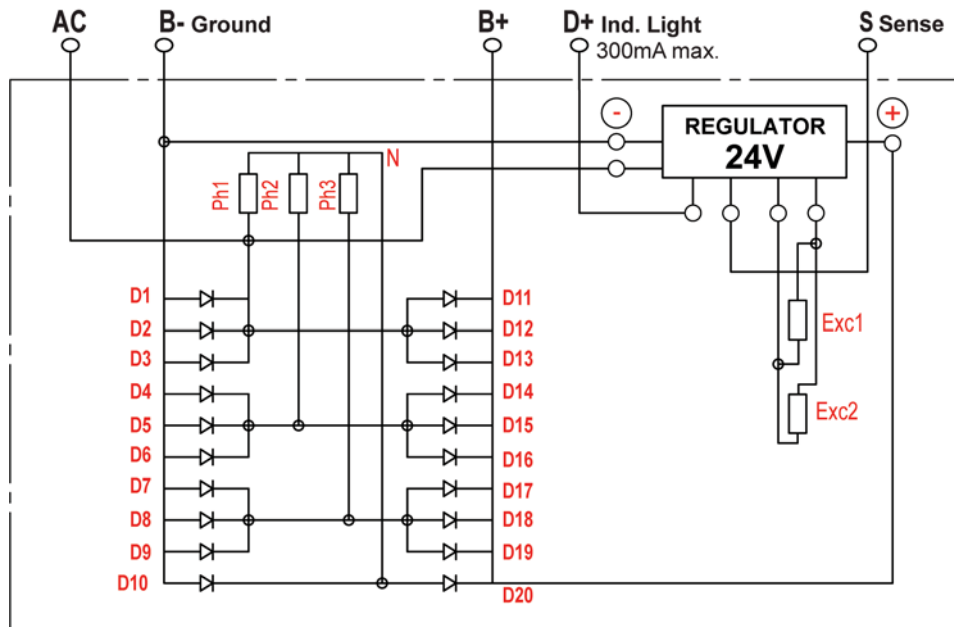 AC
B- Ground
B+
D+ Ind. Light
300mA max.
S Sense
-
+
REGULATOR
24V
N
Ph1
Ph2
Ph3
D1
D11
D2
D12
D3
D13
D4
D14
D5
D15
D6
D16
D7
D17
D8
D18
D9
D19
D10
D20
Exc1
Exc2